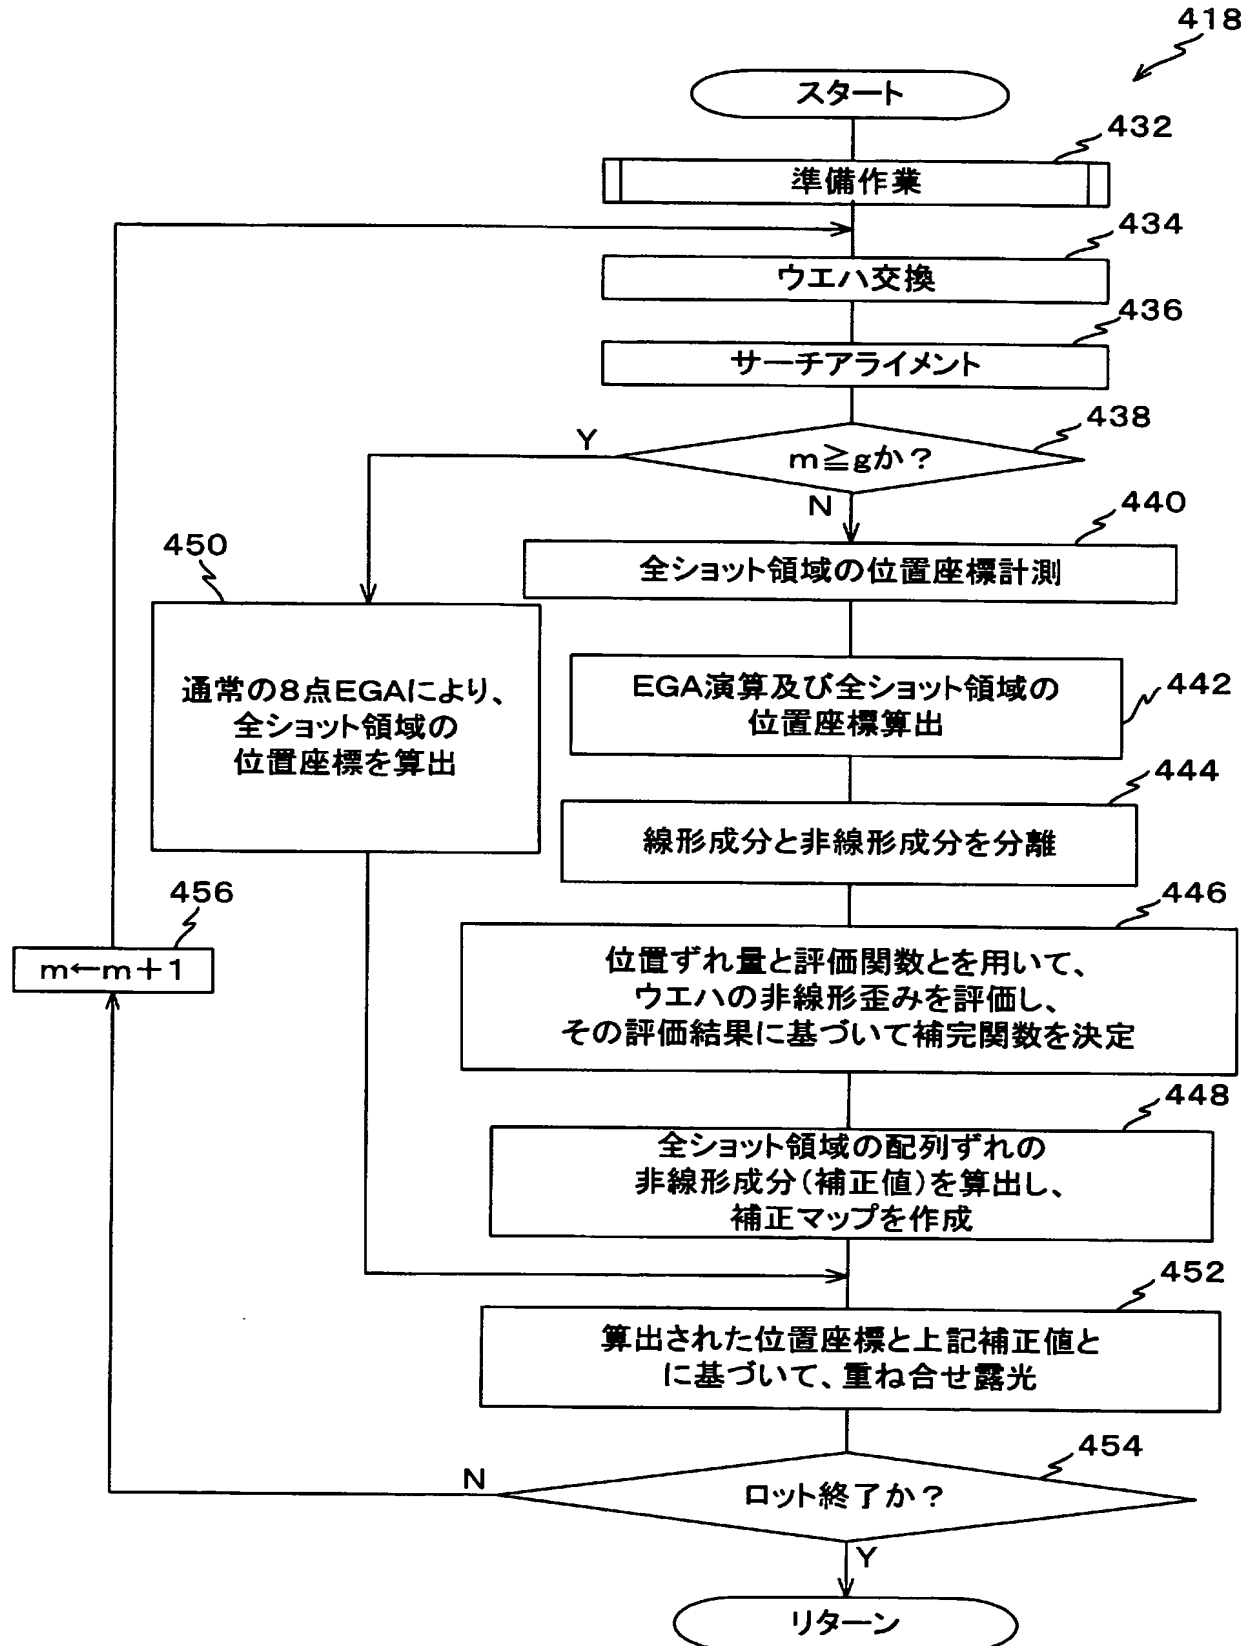 418
スタート
432
準備作業
434
ウエハ交換
436
サーチアライメント
438
Y
m≧gか?
N
440
全ショット領域の位置座標計測
450
通常の8点EGAにより、
全ショット領域の
位置座標を算出
EGA演算及び全ショット領域の
位置座標算出
442
444
線形成分と非線形成分を分離
456
m←m+1
446
位置ずれ量と評価関数とを用いて、
ウエハの非線形歪みを評価し、
その評価結果に基づいて補完関数を決定
448
全ショット領域の配列ずれの
非線形成分(補正値)を算出し、
補正マップを作成
452
算出された位置座標と上記補正値と
に基づいて、重ね合せ露光
454
N
ロット終了か?
Y
リターン